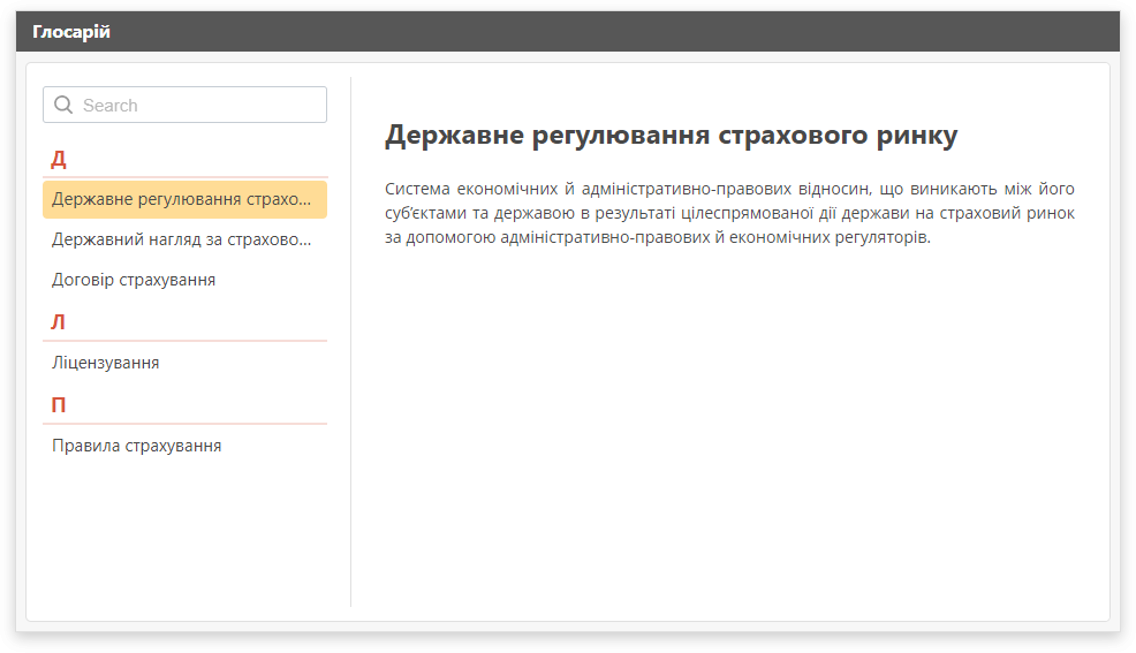 Глосарій
Search
Д
Державне регулювання страхо...
Державний нагляд за страхово...
Договір страхування
Л
Ліцензування
П
Правила страхування
Державне регулювання страхового ринку
Система економічних й адміністративно-правових відносин, що виникають між його
суб’єктами та державою в результаті цілеспрямованої дії держави на страховий ринок
за допомогою адміністративно-правових й економічних регуляторів.